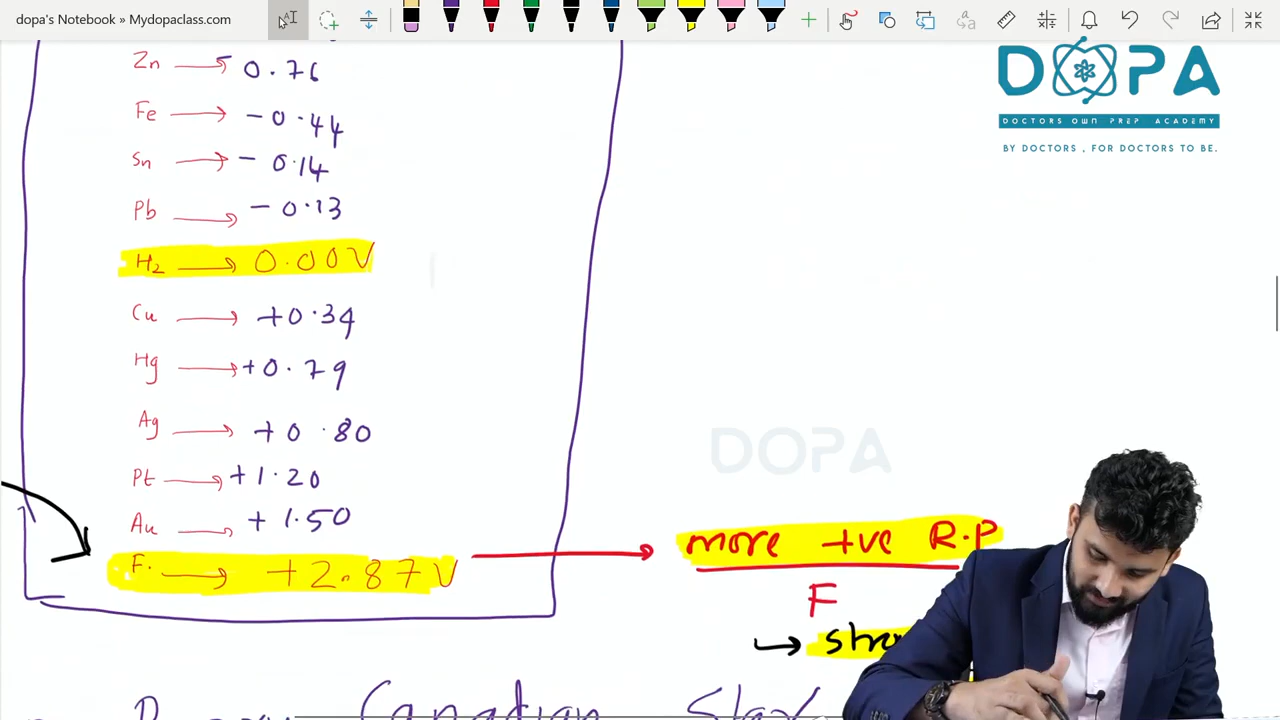 dopa's Notebook » Mydopaclass.com
DOPA
DOCTORS OWN PREP ACADEMY
BY DOCTORS , FOR DOCTORS TO BE.
Zn → - 0.76
Fe → - 0.44
Sn → - 0.14
Pb → - 0.13
H2 → 0.00V
Cu → +0.34
Hg → +0.79
Ag → +0.80
Pt → +1.20
Au → +1.50
F. → +2.87V
more +ve R.P
F
DOPA
Canadian